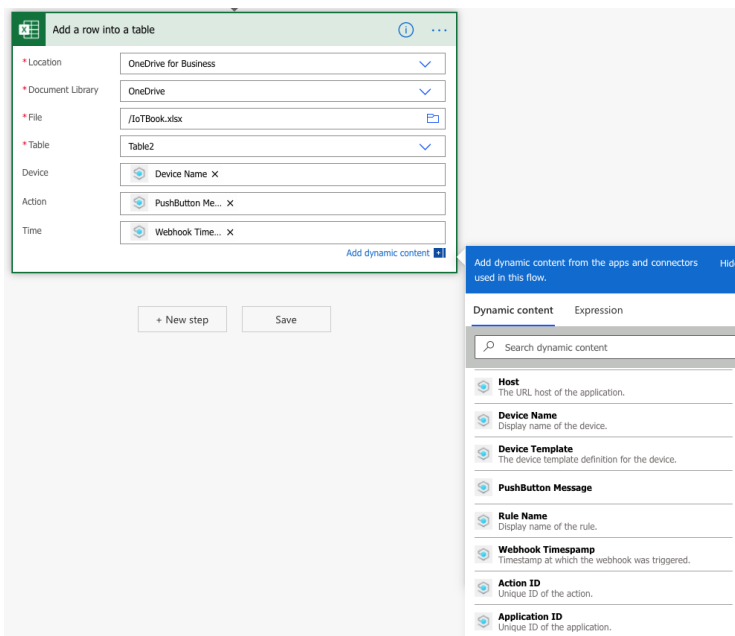 Add a row into a table
* Location
OneDrive for Business
* Document Library
OneDrive
* File
/IoTBook.xlsx
* Table
Table2
Device
Device Name ×
Action
PushButton Me... ×
Time
Webhook Time... ×
Add dynamic content
+ New step
Save
Add dynamic content from the apps and connectors
used in this flow.
Hide
Dynamic content
Expression
Search dynamic content
Host
The URL host of the application.
Device Name
Display name of the device.
Device Template
The device template definition for the device.
PushButton Message
Rule Name
Display name of the rule.
Webhook Timespamp
Timestamp at which the webhook was triggered.
Action ID
Unique ID of the action.
Application ID
Unique ID of the application.